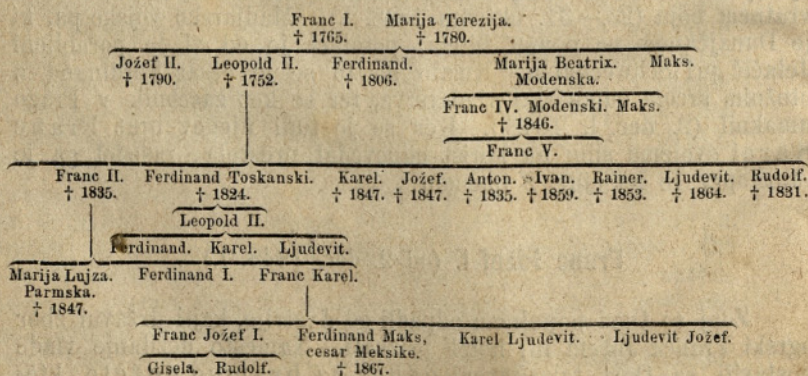 Franc I. Marija Terezija.
† 1765. † 1780.
Jožef II. Leopold II. Ferdinand. Marija Beatrix. Maks.
† 1790. † 1752. † 1806. Modenska.
Franc IV. Modenski. Maks.
† 1846.
Franc V.
Franc II. Ferdinand Toskanski. Karel. Jožef. Anton. Ivan. Rainer. Ljudevit. Rudolf.
† 1835. † 1824. † 1847. † 1847. † 1835. † 1859. † 1853. † 1864. † 1831.
Leopold II.
Ferdinand. Karel. Ljudevit.
Marija Lujza. Ferdinand I. Franc Karel.
Parmska.
† 1847.
Franc Jožef I. Ferdinand Maks, Karel Ljudevit. Ljudevit Jožef.
cesar Meksike.
Gisela. Rudolf. † 1867.